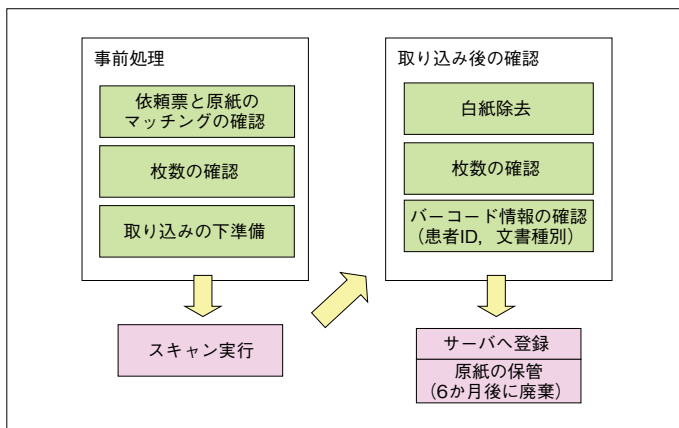 事前処理
依頼票と原紙の
マッチングの確認
枚数の確認
取り込みの下準備
スキャン実行
取り込み後の確認
白紙除去
枚数の確認
バーコード情報の確認
（患者ID，文書種別）
サーバへ登録
原紙の保管
（6か月後に廃棄）